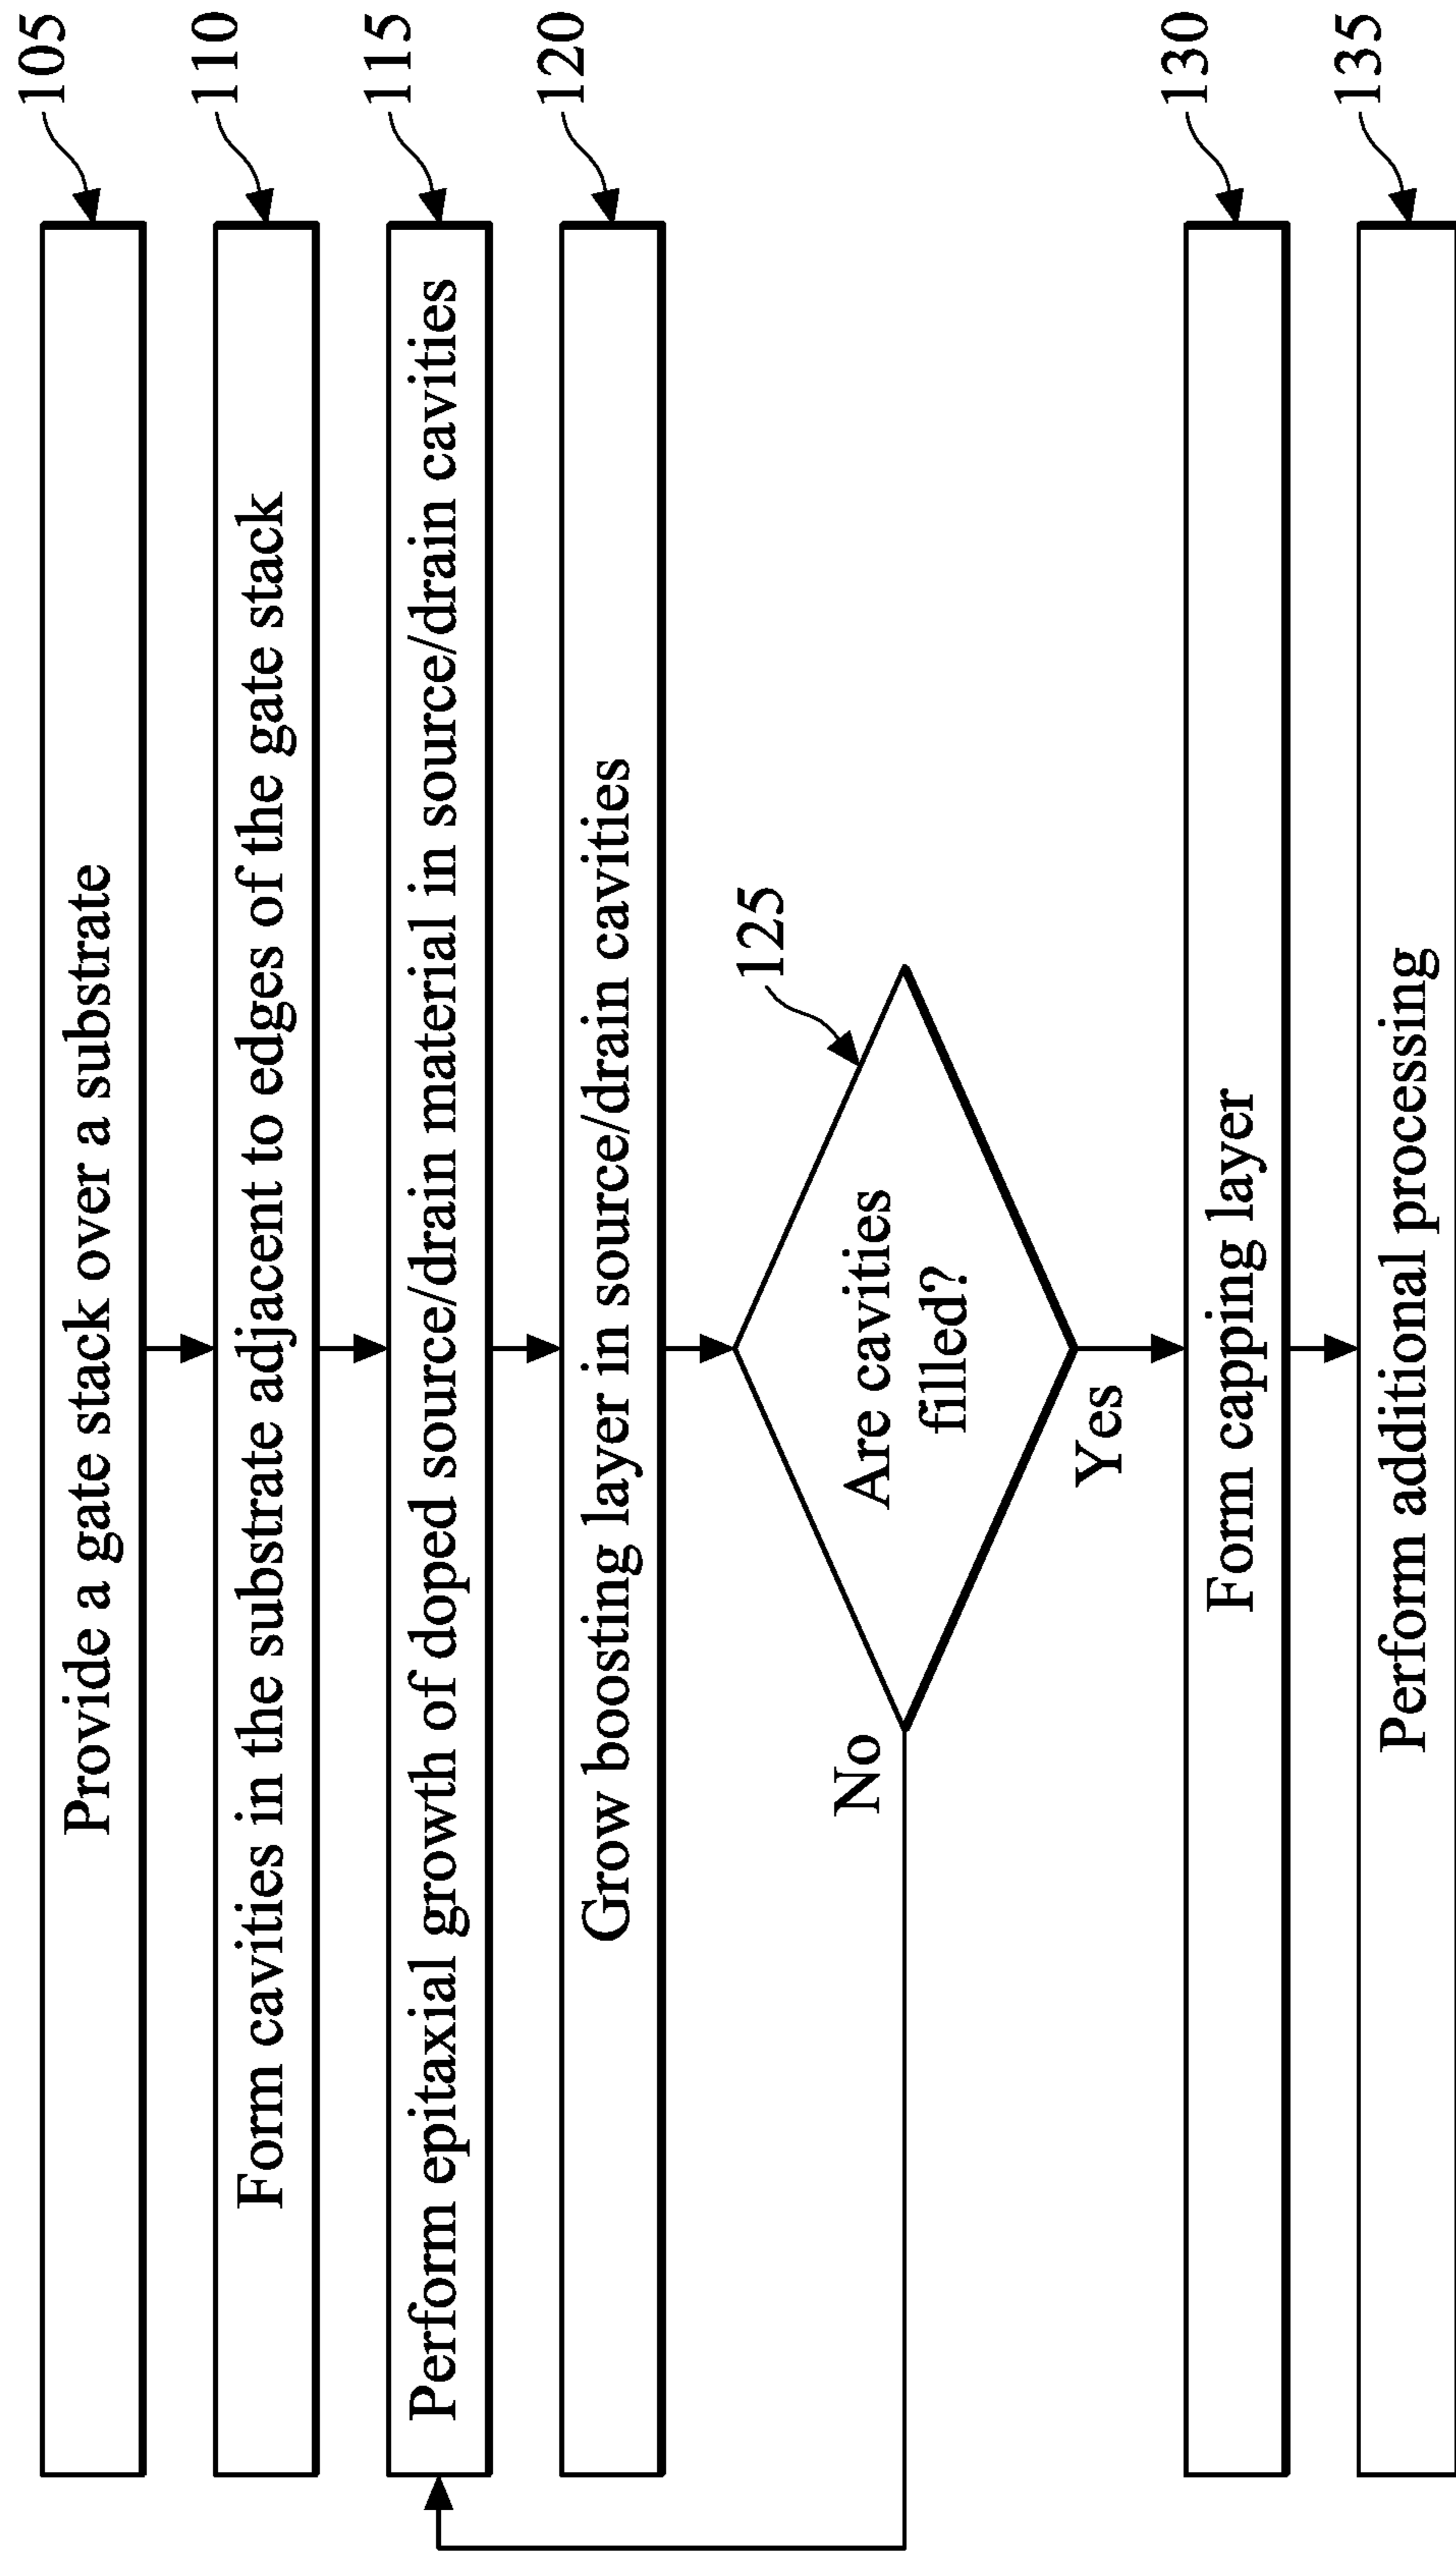 105
Provide a gate stack over a substrate
110
Form cavities in the substrate adjacent to edges of the gate stack
115
Perform epitaxial growth of doped source/drain material in source/drain cavities
120
Grow boosting layer in source/drain cavities
125
Are cavities
filled?
No
Yes
130
Form capping layer
135
Perform additional processing